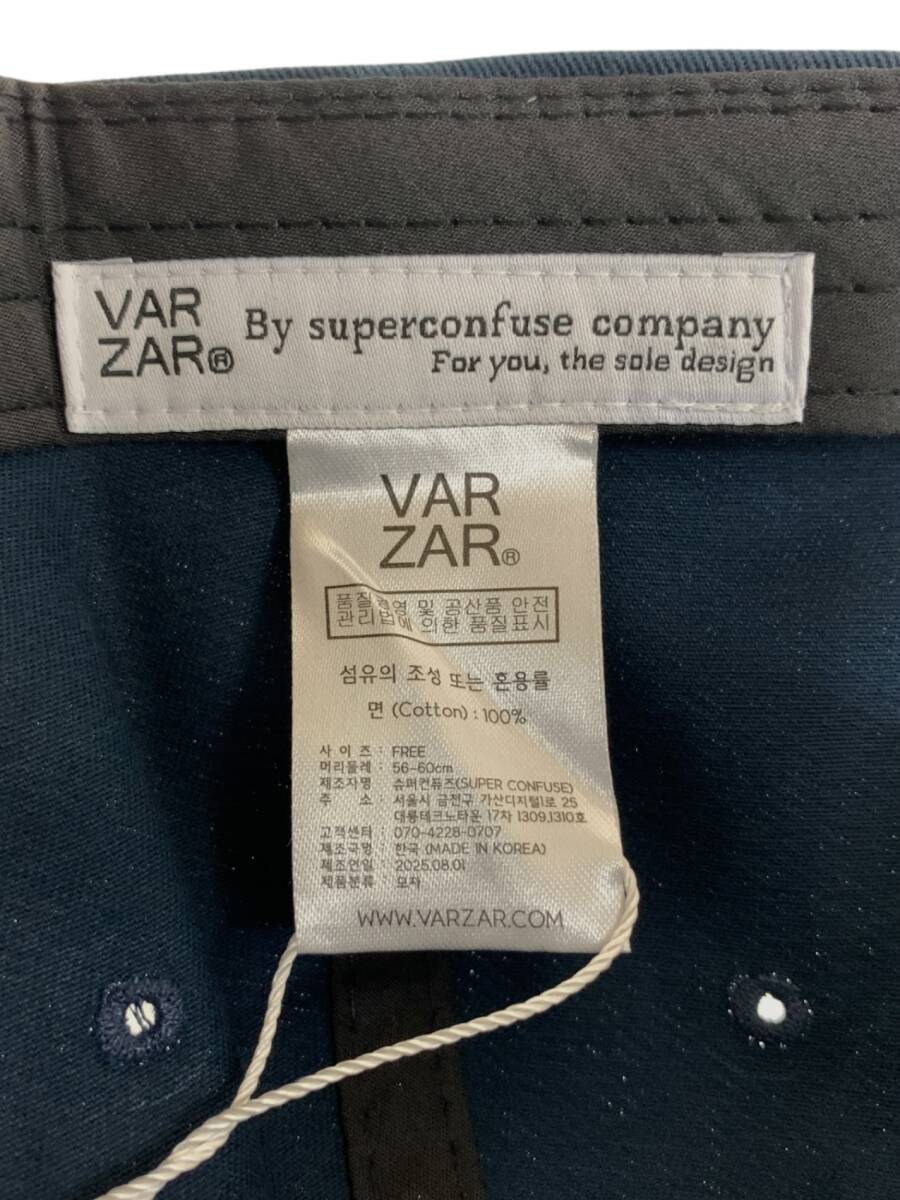 VAR
ZAR®
By superconfuse company
For you, the sole design
VAR
ZAR®
품질경영 및 공산품 안전
관리법에 의한 품질표시
섬유의 조성 또는 혼용률
면 (Cotton) : 100%
사 이 즈 : FREE
머리둘레 : 56-60cm
제조자명 : 슈퍼컨퓨즈(SUPER CONFUSE)
주 소 : 서울시 금천구 가산디지털1로 25
대륭테크노타운 17차 1309,1310호
고객센타 : 070-4228-0707
제조국명 : 한국 (MADE IN KOREA)
제조연일 : 2025.08.01
제품분류 : 모자
WWW.VARZAR.COM